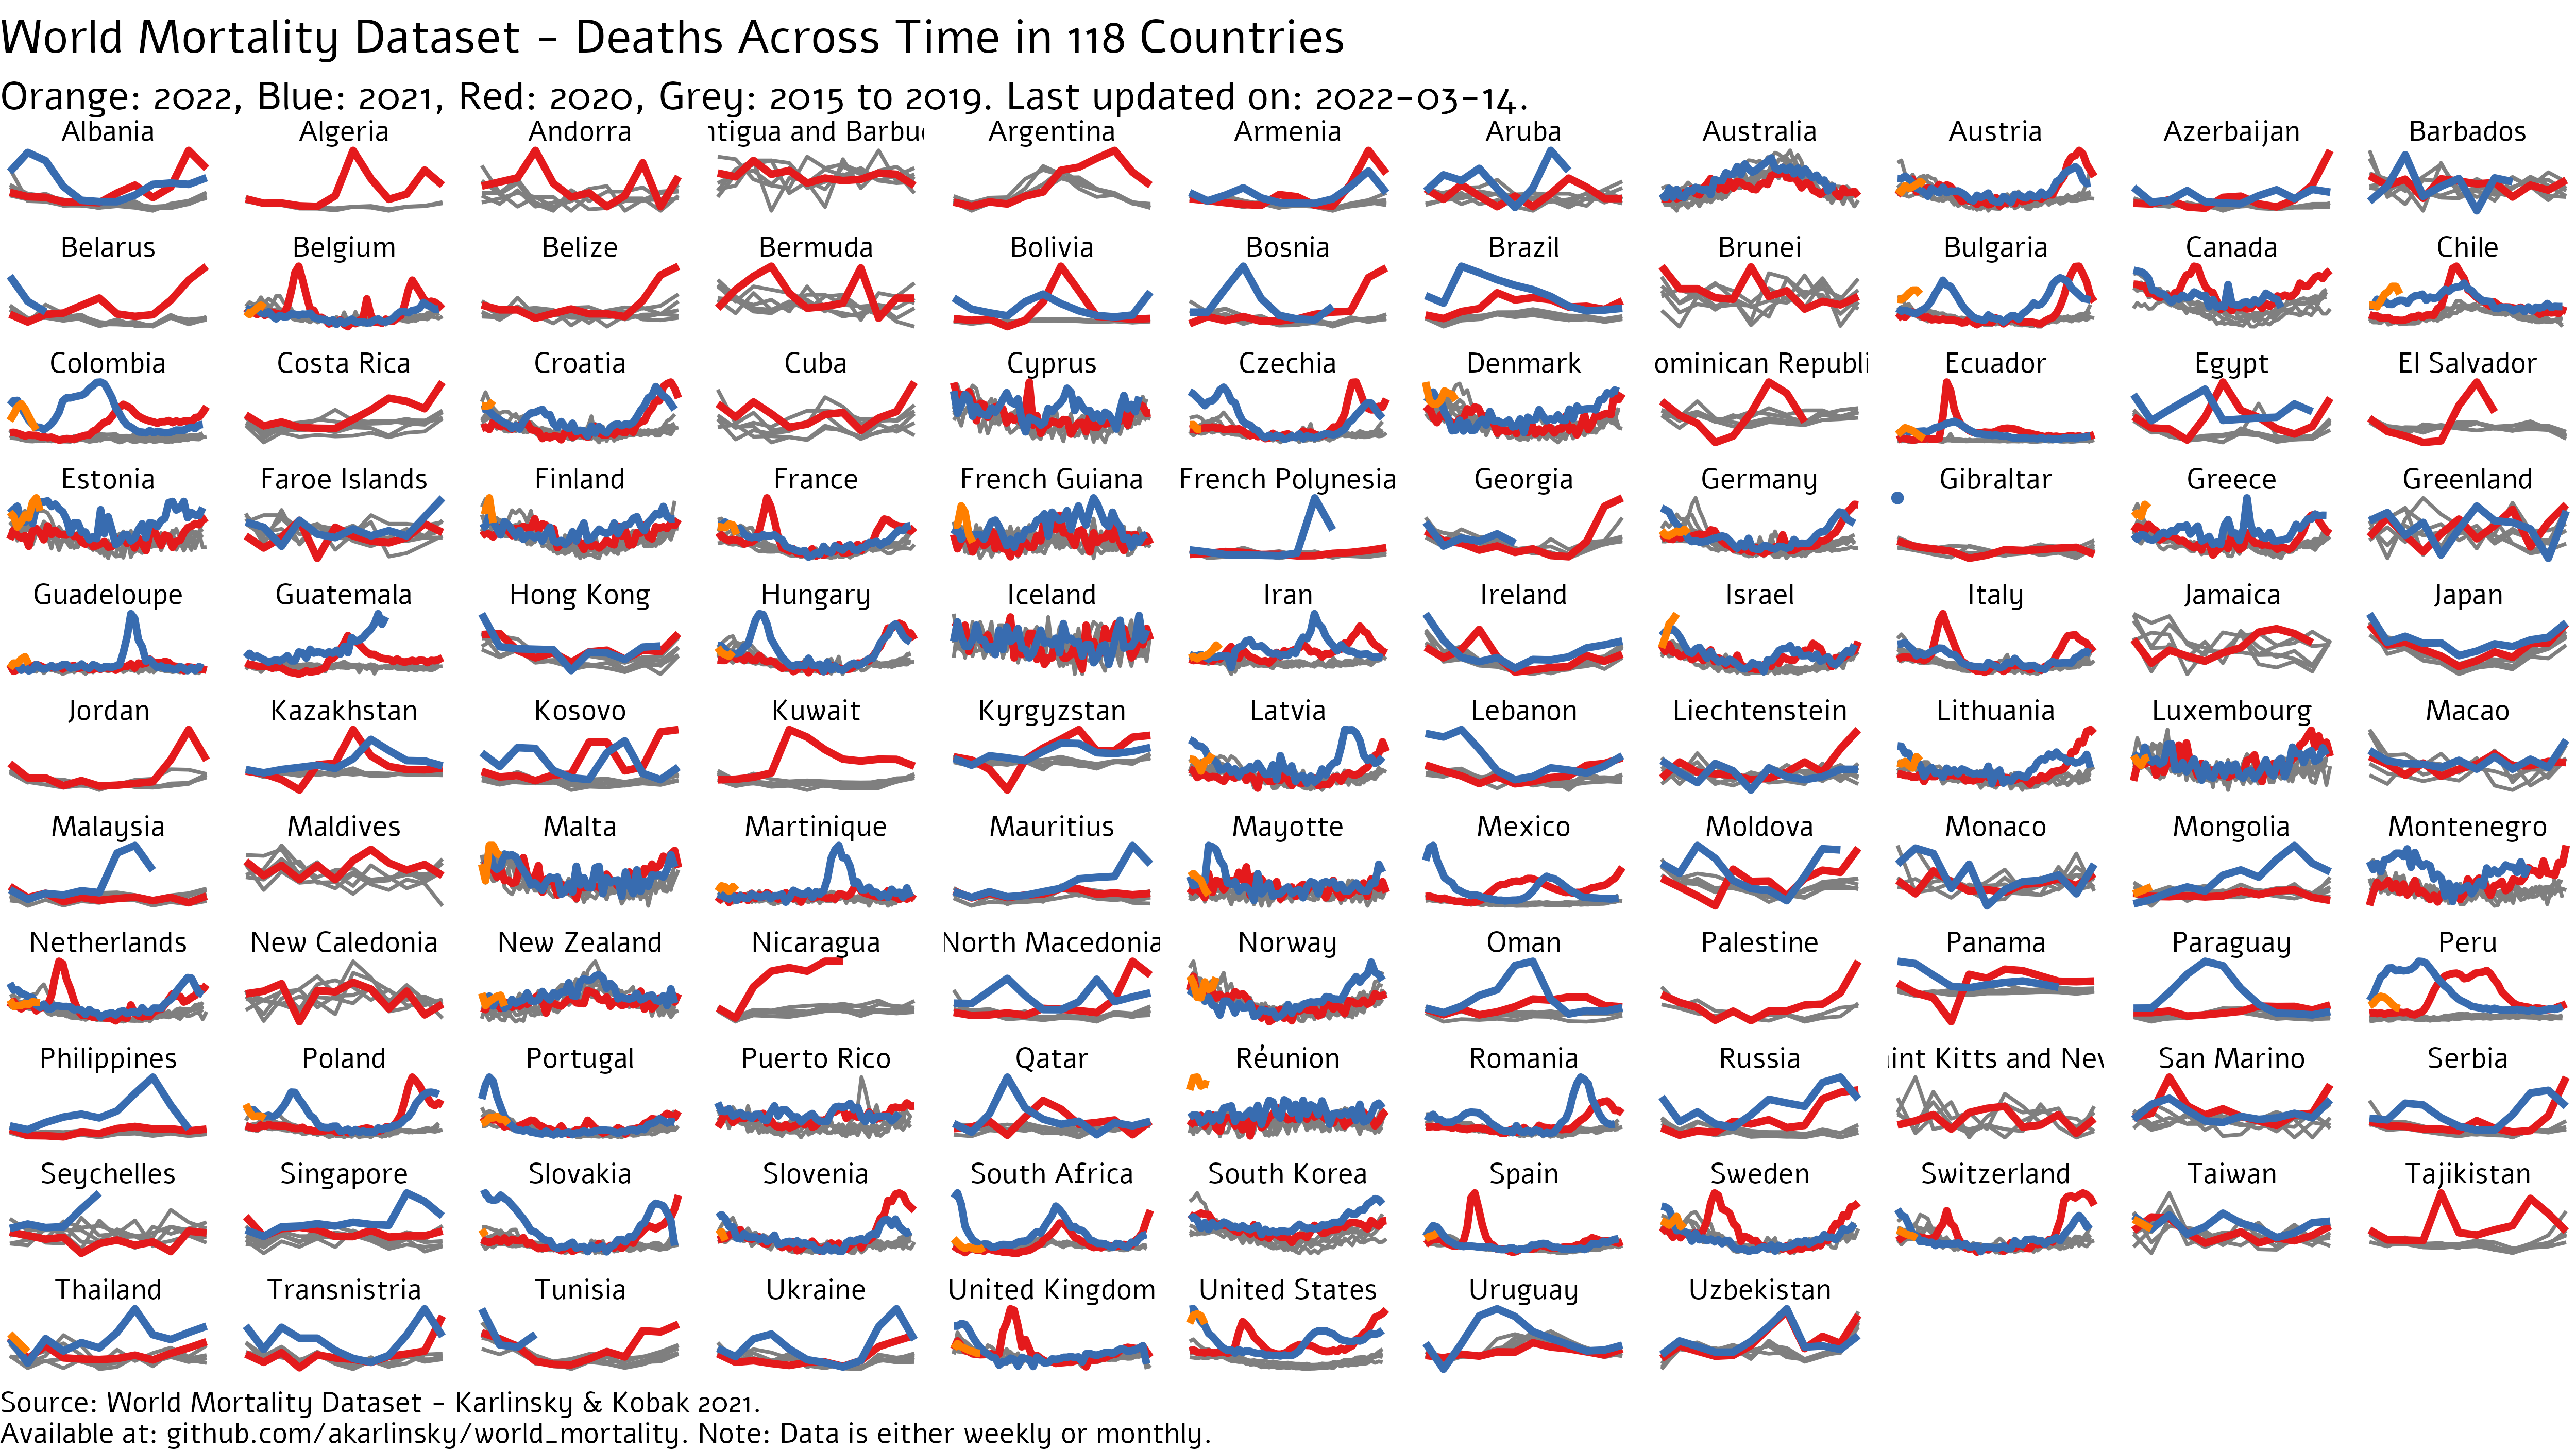 World Mortality Dataset - Deaths Across Time in 118 Countries
Orange: 2022, Blue: 2021, Red: 2020, Grey: 2015 to 2019. Last updated on: 2022-03-14.
Albania Algeria Andorra ntigua and Barbu Argentina Armenia Aruba Australia Austria Azerbaijan Barbados
Belarus Belgium Belize Bermuda Bolivia Bosnia Brazil Brunei Bulgaria Canada Chile
Colombia Costa Rica Croatia Cuba Cyprus Czechia Denmark ominican Republi Ecuador Egypt El Salvador
Estonia Faroe Islands Finland France French Guiana French Polynesia Georgia Germany Gibraltar Greece Greenland
Guadeloupe Guatemala Hong Kong Hungary Iceland Iran Ireland Israel Italy Jamaica Japan
Jordan Kazakhstan Kosovo Kuwait Kyrgyzstan Latvia Lebanon Liechtenstein Lithuania Luxembourg Macao
Malaysia Maldives Malta Martinique Mauritius Mayotte Mexico Moldova Monaco Mongolia Montenegro
Netherlands New Caledonia New Zealand Nicaragua North Macedonia Norway Oman Palestine Panama Paraguay Peru
Philippines Poland Portugal Puerto Rico Qatar Réunion Romania Russia int Kitts and Nev San Marino Serbia
Seychelles Singapore Slovakia Slovenia South Africa South Korea Spain Sweden Switzerland Taiwan Tajikistan
Thailand Transnistria Tunisia Ukraine United Kingdom United States Uruguay Uzbekistan
Source: World Mortality Dataset - Karlinsky & Kobak 2021.
Available at: github.com/akarlinsky/world_mortality. Note: Data is either weekly or monthly.